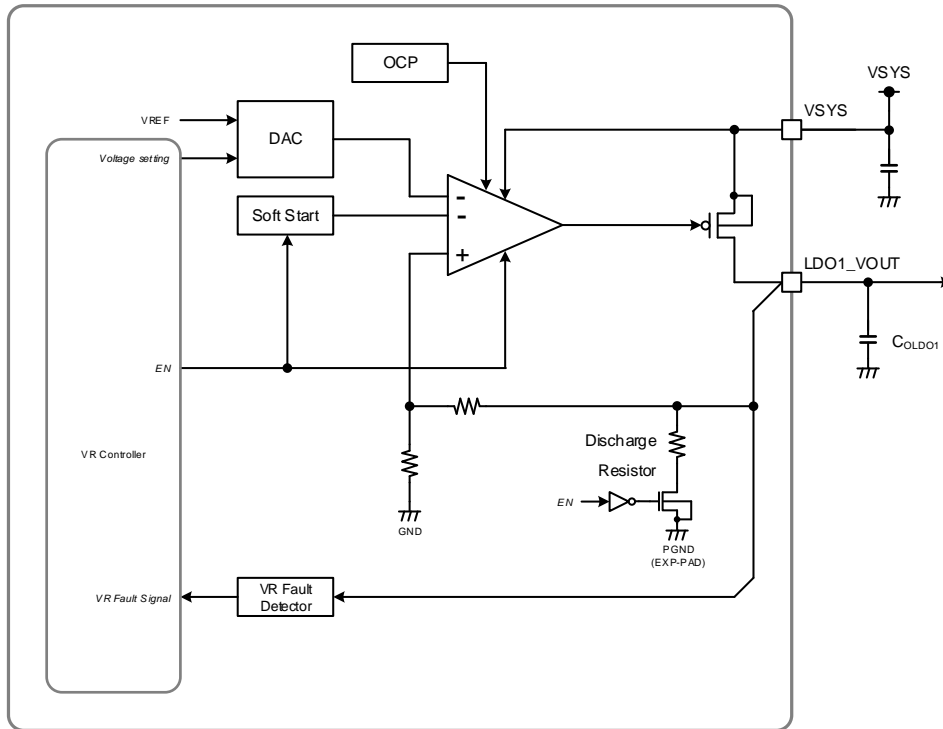 OCP
VSYS
VSYS
VREF
DAC
Voltage setting
-
Soft Start
-
+
LDO1_VOUT
COLDO1
EN
Discharge
Resistor
VR Controller
EN
GND
PGND
(EXP-PAD)
VR Fault Signal
VR Fault
Detector